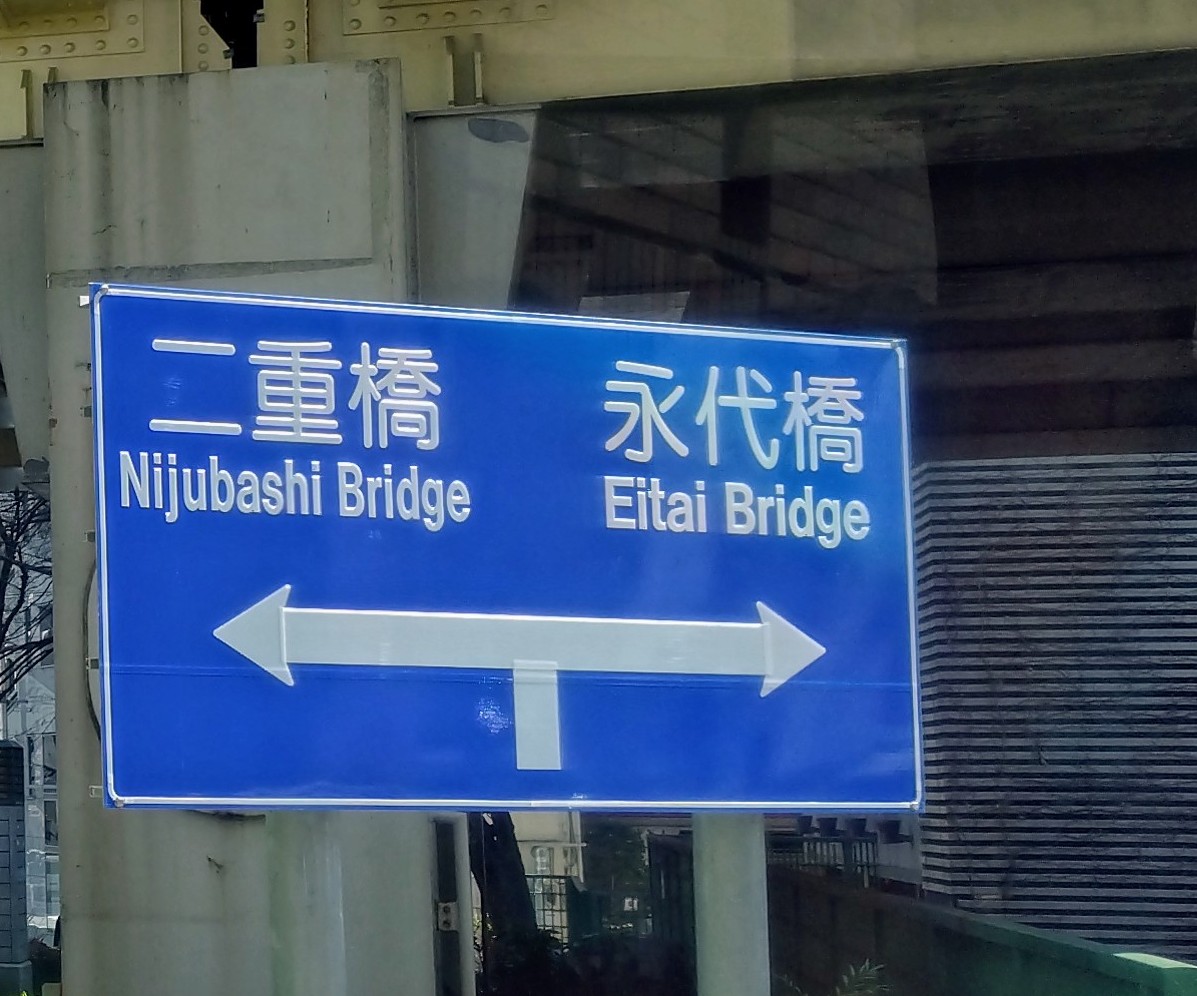 二重橋
Nijubashi Bridge
永代橋
Eitai Bridge